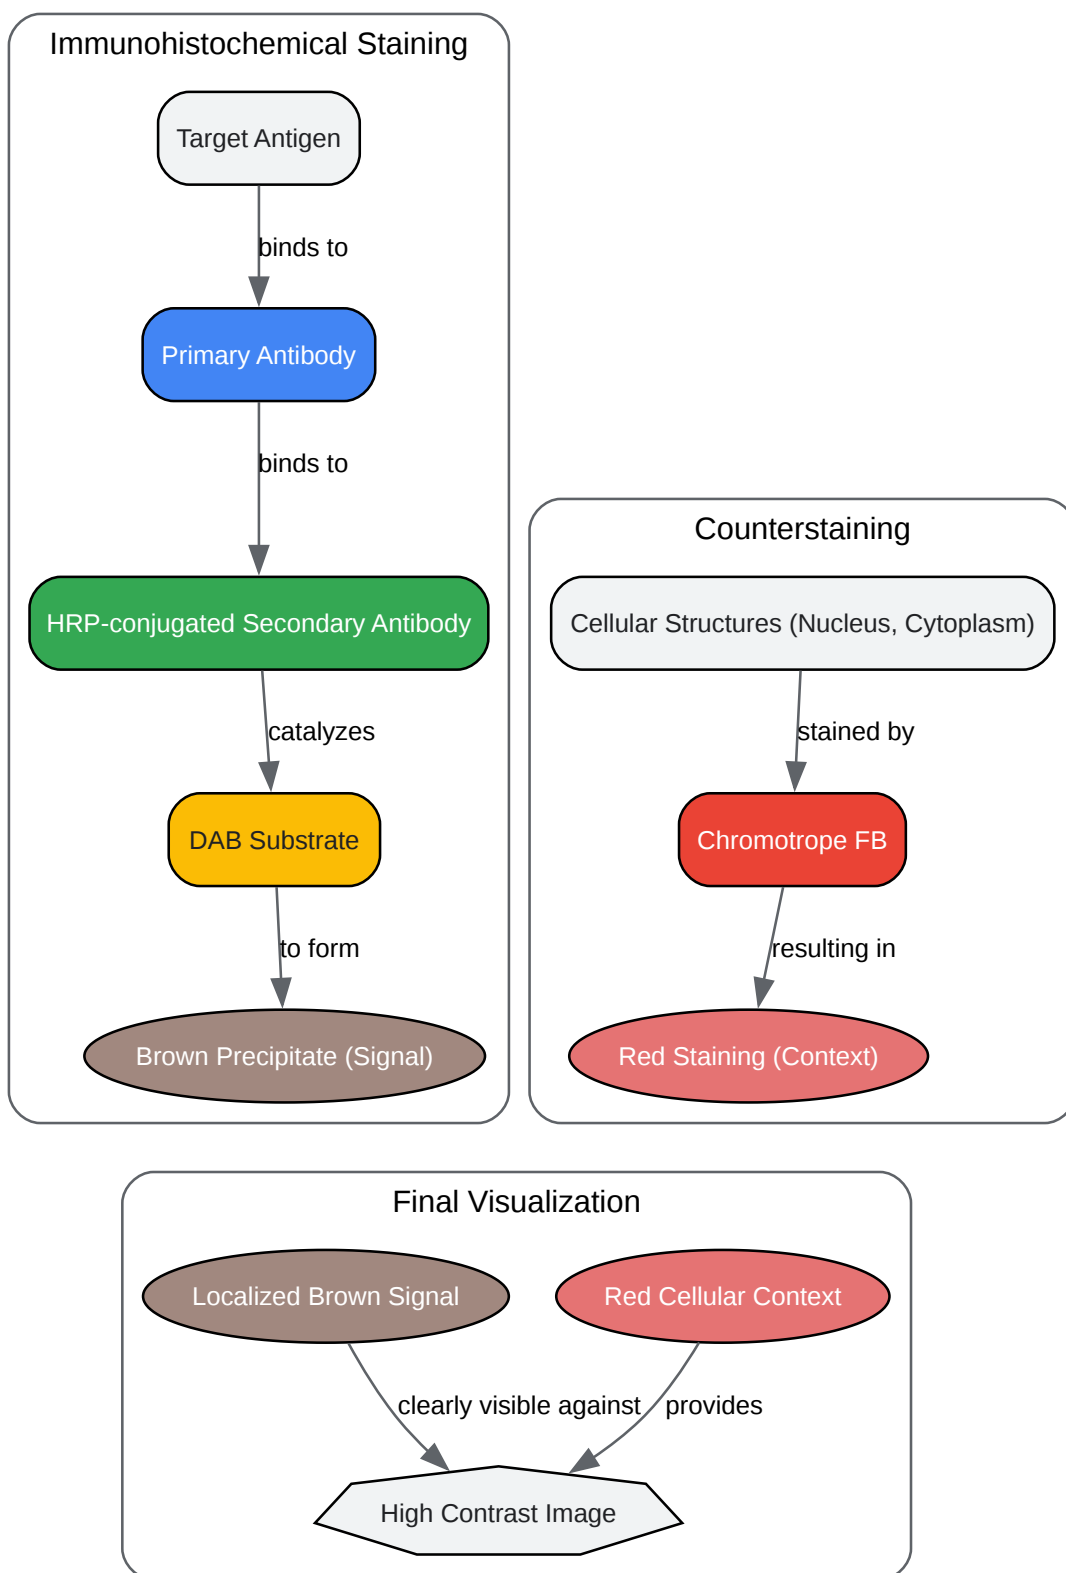 Immunohistochemical Staining
Target Antigen
binds to
Primary Antibody
binds to
HRP-conjugated Secondary Antibody
catalyzes
DAB Substrate
to form
Brown Precipitate (Signal)
Counterstaining
Cellular Structures (Nucleus, Cytoplasm)
stained by
Chromotrope FB
resulting in
Red Staining (Context)
Final Visualization
Localized Brown Signal
Red Cellular Context
clearly visible against
provides
High Contrast Image